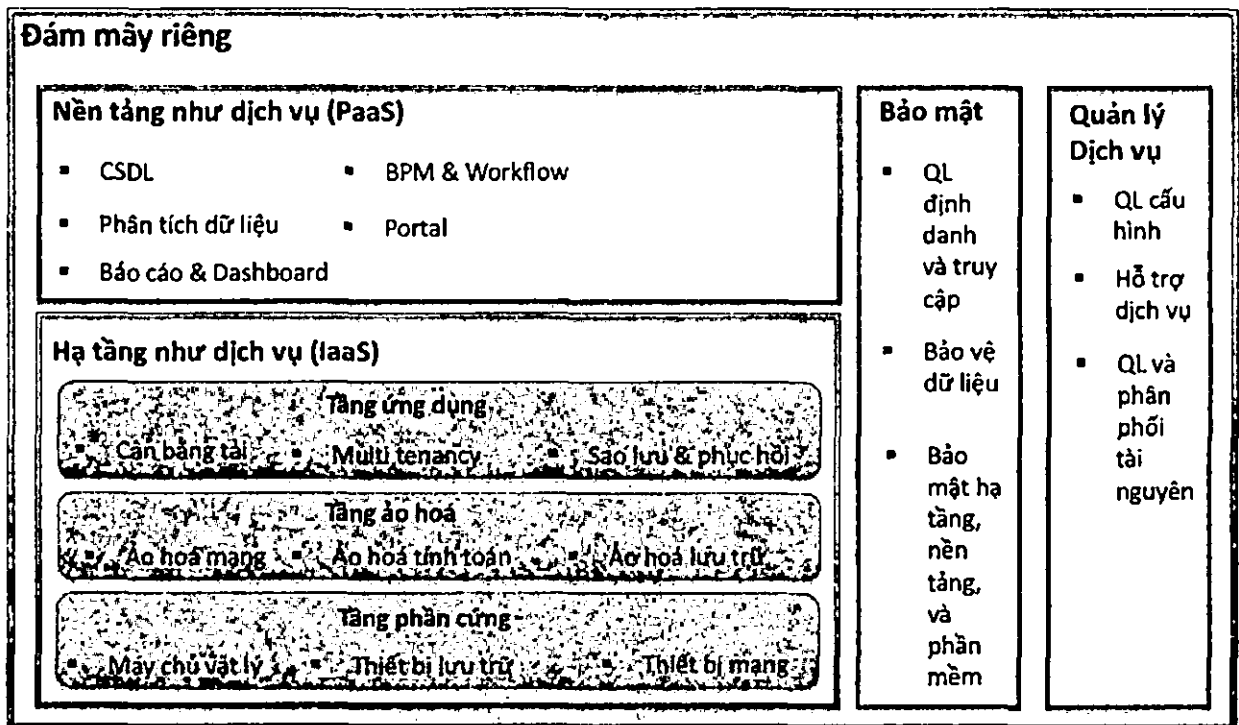 Đám mây riêng
Nền tảng như dịch vụ (PaaS)
▪ CSDL
▪ BPM & Workflow
▪ Phân tích dữ liệu
▪ Portal
▪ Báo cáo & Dashboard
Hạ tầng như dịch vụ (IaaS)
Tầng ứng dụng
▪ Cân bằng tải
▪ Multi tenancy
▪ Sao lưu & phục hồi
Tầng ảo hoá
▪ Ảo hoá mạng
▪ Ảo hoá tính toán
▪ Ảo hoá lưu trữ
Tầng phần cứng
▪ Máy chủ vật lý
▪ Thiết bị lưu trữ
▪ Thiết bị mạng
Bảo mật
▪ QL
định
danh
và truy
cập
▪ Bảo vệ
dữ liệu
▪ Bảo
mật hạ
tầng,
nền
tảng,
và
phần
mềm
Quản lý
Dịch vụ
▪ QL cấu
hình
▪ Hỗ trợ
dịch vụ
▪ QL và
phân
phối
tài
nguyên